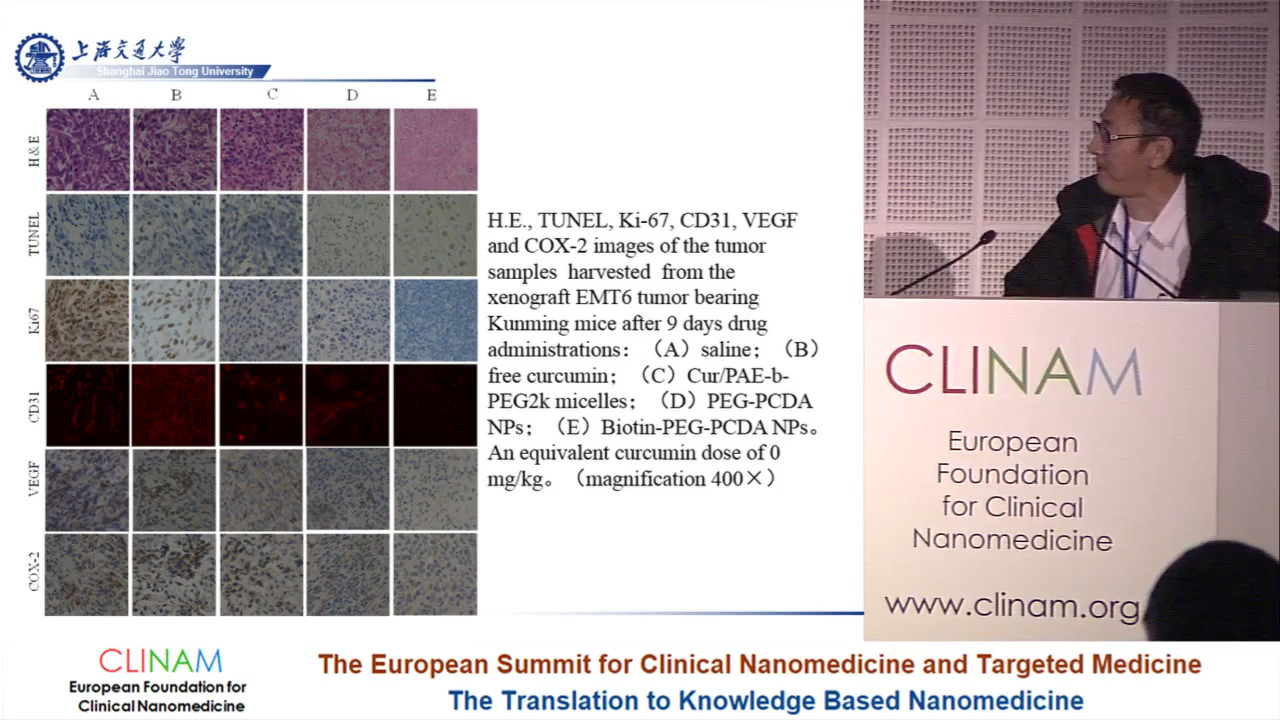 上海交通大学
Shanghai Jiao Tong University
A B C D E
H&E
TUNEL
Ki67
CD31
VEGF
COX-2
H.E., TUNEL, Ki-67, CD31, VEGF
and COX-2 images of the tumor
samples harvested from the
xenograft EMT6 tumor bearing
Kunming mice after 9 days drug
administrations：（A）saline；（B）
free curcumin；（C）Cur/PAE-b-
PEG2k micelles；（D）PEG-PCDA
NPs；（E）Biotin-PEG-PCDA NPs。
An equivalent curcumin dose of 0
mg/kg。（magnification 400×）
CLINAM
European
Foundation
for Clinical
Nanomedicine
www.clinam.org
CLINAM
European Foundation for
Clinical Nanomedicine
The European Summit for Clinical Nanomedicine and Targeted Medicine
The Translation to Knowledge Based Nanomedicine